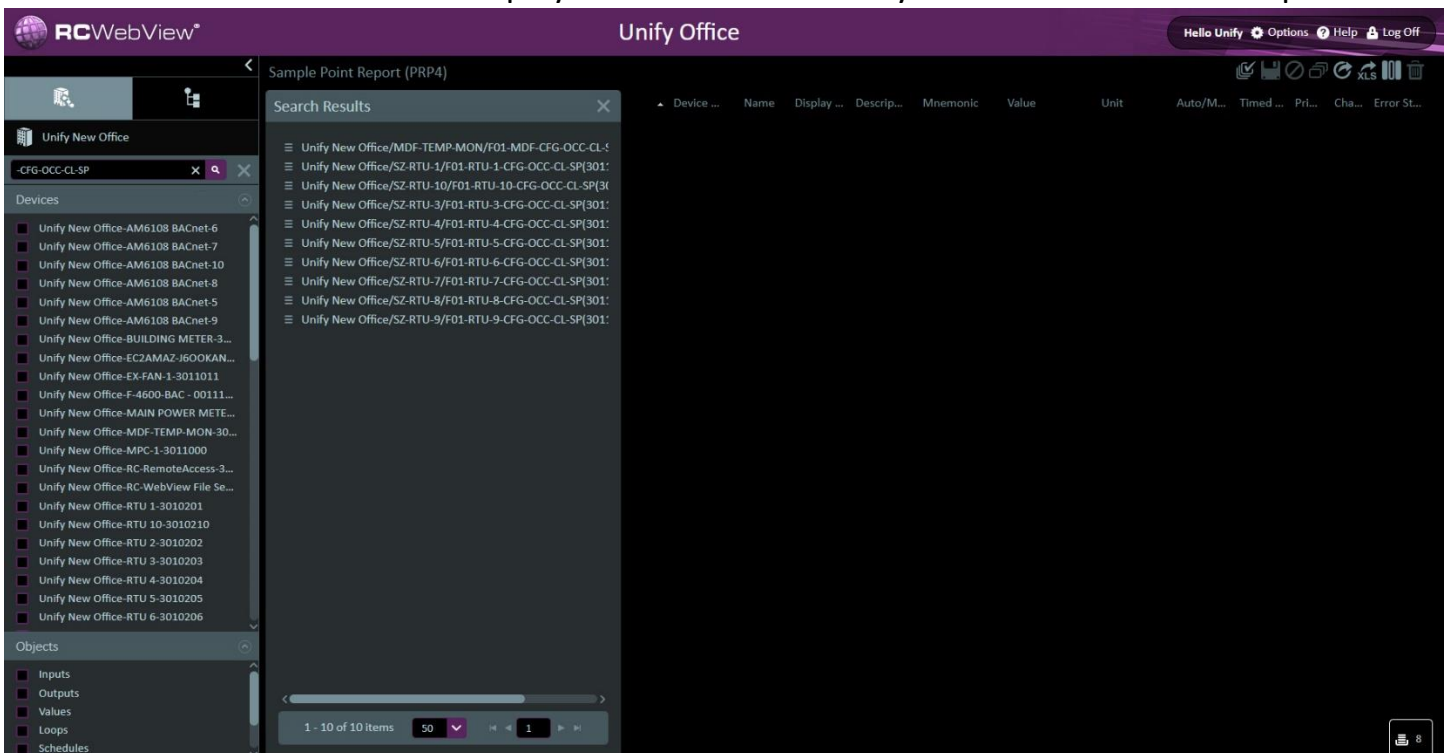 RCWebView®
Unify Office
Hello Unify Options Help Log Off
Sample Point Report (PRP4)
XLS
Unify New Office
-CFG-OCC-CL-SP
Devices
Unify New Office-AM6108 BACnet-6
Unify New Office-AM6108 BACnet-7
Unify New Office-AM6108 BACnet-10
Unify New Office-AM6108 BACnet-8
Unify New Office-AM6108 BACnet-5
Unify New Office-AM6108 BACnet-9
Unify New Office-BUILDING METER-3...
Unify New Office-EC2AMAZ-J6OOKAN...
Unify New Office-EX-FAN-1-3011011
Unify New Office-F-4600-BAC - 00111...
Unify New Office-MAIN POWER METE...
Unify New Office-MDF-TEMP-MON-30...
Unify New Office-MPC-1-3011000
Unify New Office-RC-RemoteAccess-3...
Unify New Office-RC-WebView File Se...
Unify New Office-RTU 1-3010201
Unify New Office-RTU 10-3010210
Unify New Office-RTU 2-3010202
Unify New Office-RTU 3-3010203
Unify New Office-RTU 4-3010204
Unify New Office-RTU 5-3010205
Unify New Office-RTU 6-3010206
Objects
Inputs
Outputs
Values
Loops
Schedules
Search Results
Unify New Office/MDF-TEMP-MON/F01-MDF-CFG-OCC-CL-S
Unify New Office/SZ-RTU-1/F01-RTU-1-CFG-OCC-CL-SP(301
Unify New Office/SZ-RTU-10/F01-RTU-10-CFG-OCC-CL-SP(30
Unify New Office/SZ-RTU-3/F01-RTU-3-CFG-OCC-CL-SP(301
Unify New Office/SZ-RTU-4/F01-RTU-4-CFG-OCC-CL-SP(301
Unify New Office/SZ-RTU-5/F01-RTU-5-CFG-OCC-CL-SP(301
Unify New Office/SZ-RTU-6/F01-RTU-6-CFG-OCC-CL-SP(301
Unify New Office/SZ-RTU-7/F01-RTU-7-CFG-OCC-CL-SP(301
Unify New Office/SZ-RTU-8/F01-RTU-8-CFG-OCC-CL-SP(301
Unify New Office/SZ-RTU-9/F01-RTU-9-CFG-OCC-CL-SP(301
1 - 10 of 10 items 50 1
Device ... Name Display ... Descrip... Mnemonic Value Unit Auto/M... Timed ... Pri... Cha... Error St...
8